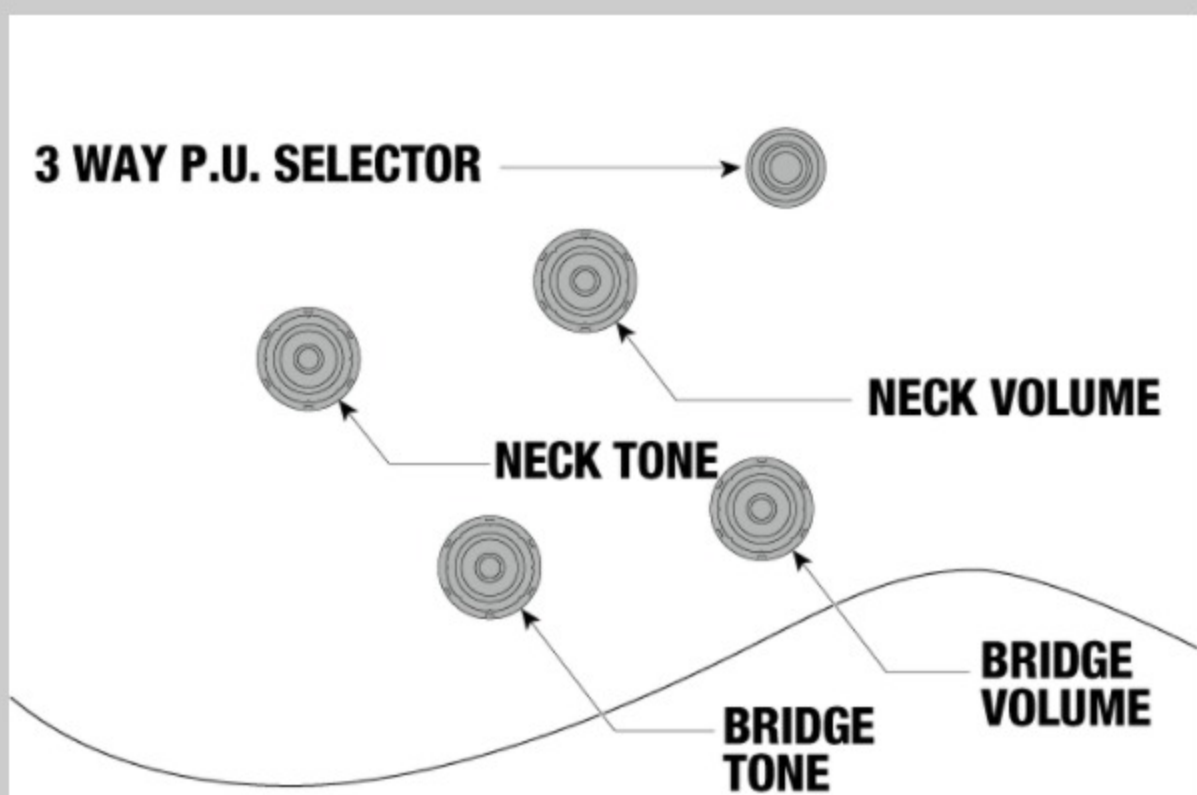 3 WAY P.U. SELECTOR
NECK VOLUME
NECK TONE
BRIDGE
VOLUME
BRIDGE
TONE